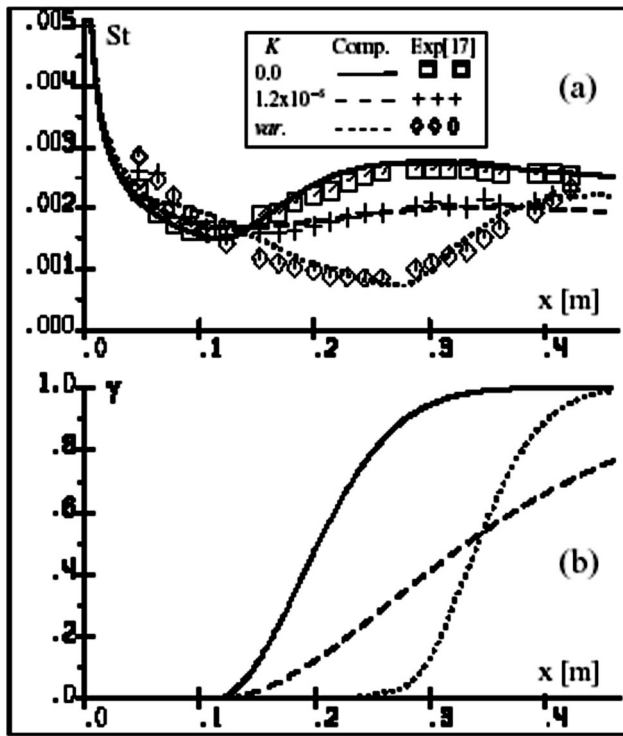 .005 St
K Comp. Exp[17]
0.0
1.2x10⁻⁶
var.
(a)
.004
.003
.002
.001
.000
x [m]
.0 .1 .2 .3 .4
1.0 γ
.8
.6
.4
.2
.0
(b)
x [m]
.0 .1 .2 .3 .4